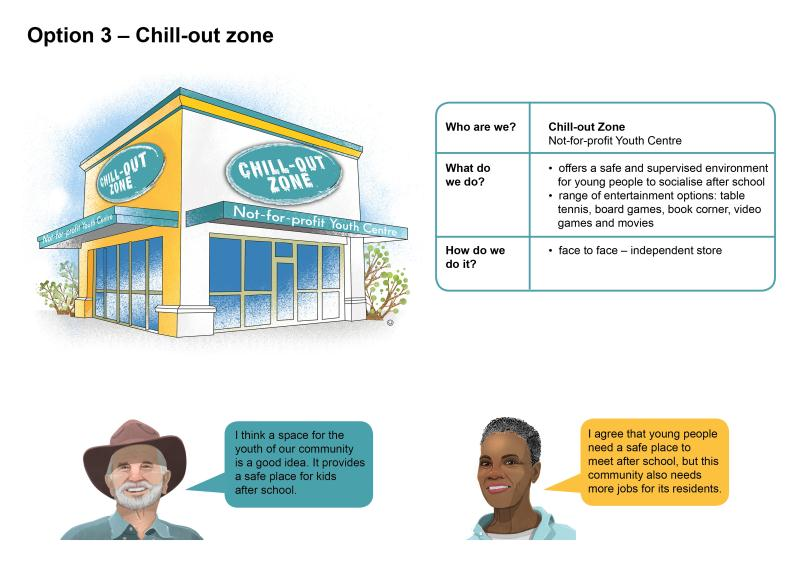 Option 3 – Chill-out zone
CHILL-OUT
ZONE
CHILL-OUT
ZONE
Not-for-profit Youth Centre
Not-for-profit Youth Centre
©
Who are we?
Chill-out Zone
Not-for-profit Youth Centre
What do
we do?
• offers a safe and supervised environment
for young people to socialise after school
• range of entertainment options: table
tennis, board games, book corner, video
games and movies
How do we
do it?
• face to face – independent store
I think a space for the
youth of our community
is a good idea. It provides
a safe place for kids
after school.
I agree that young people
need a safe place to
meet after school, but this
community also needs
more jobs for its residents.